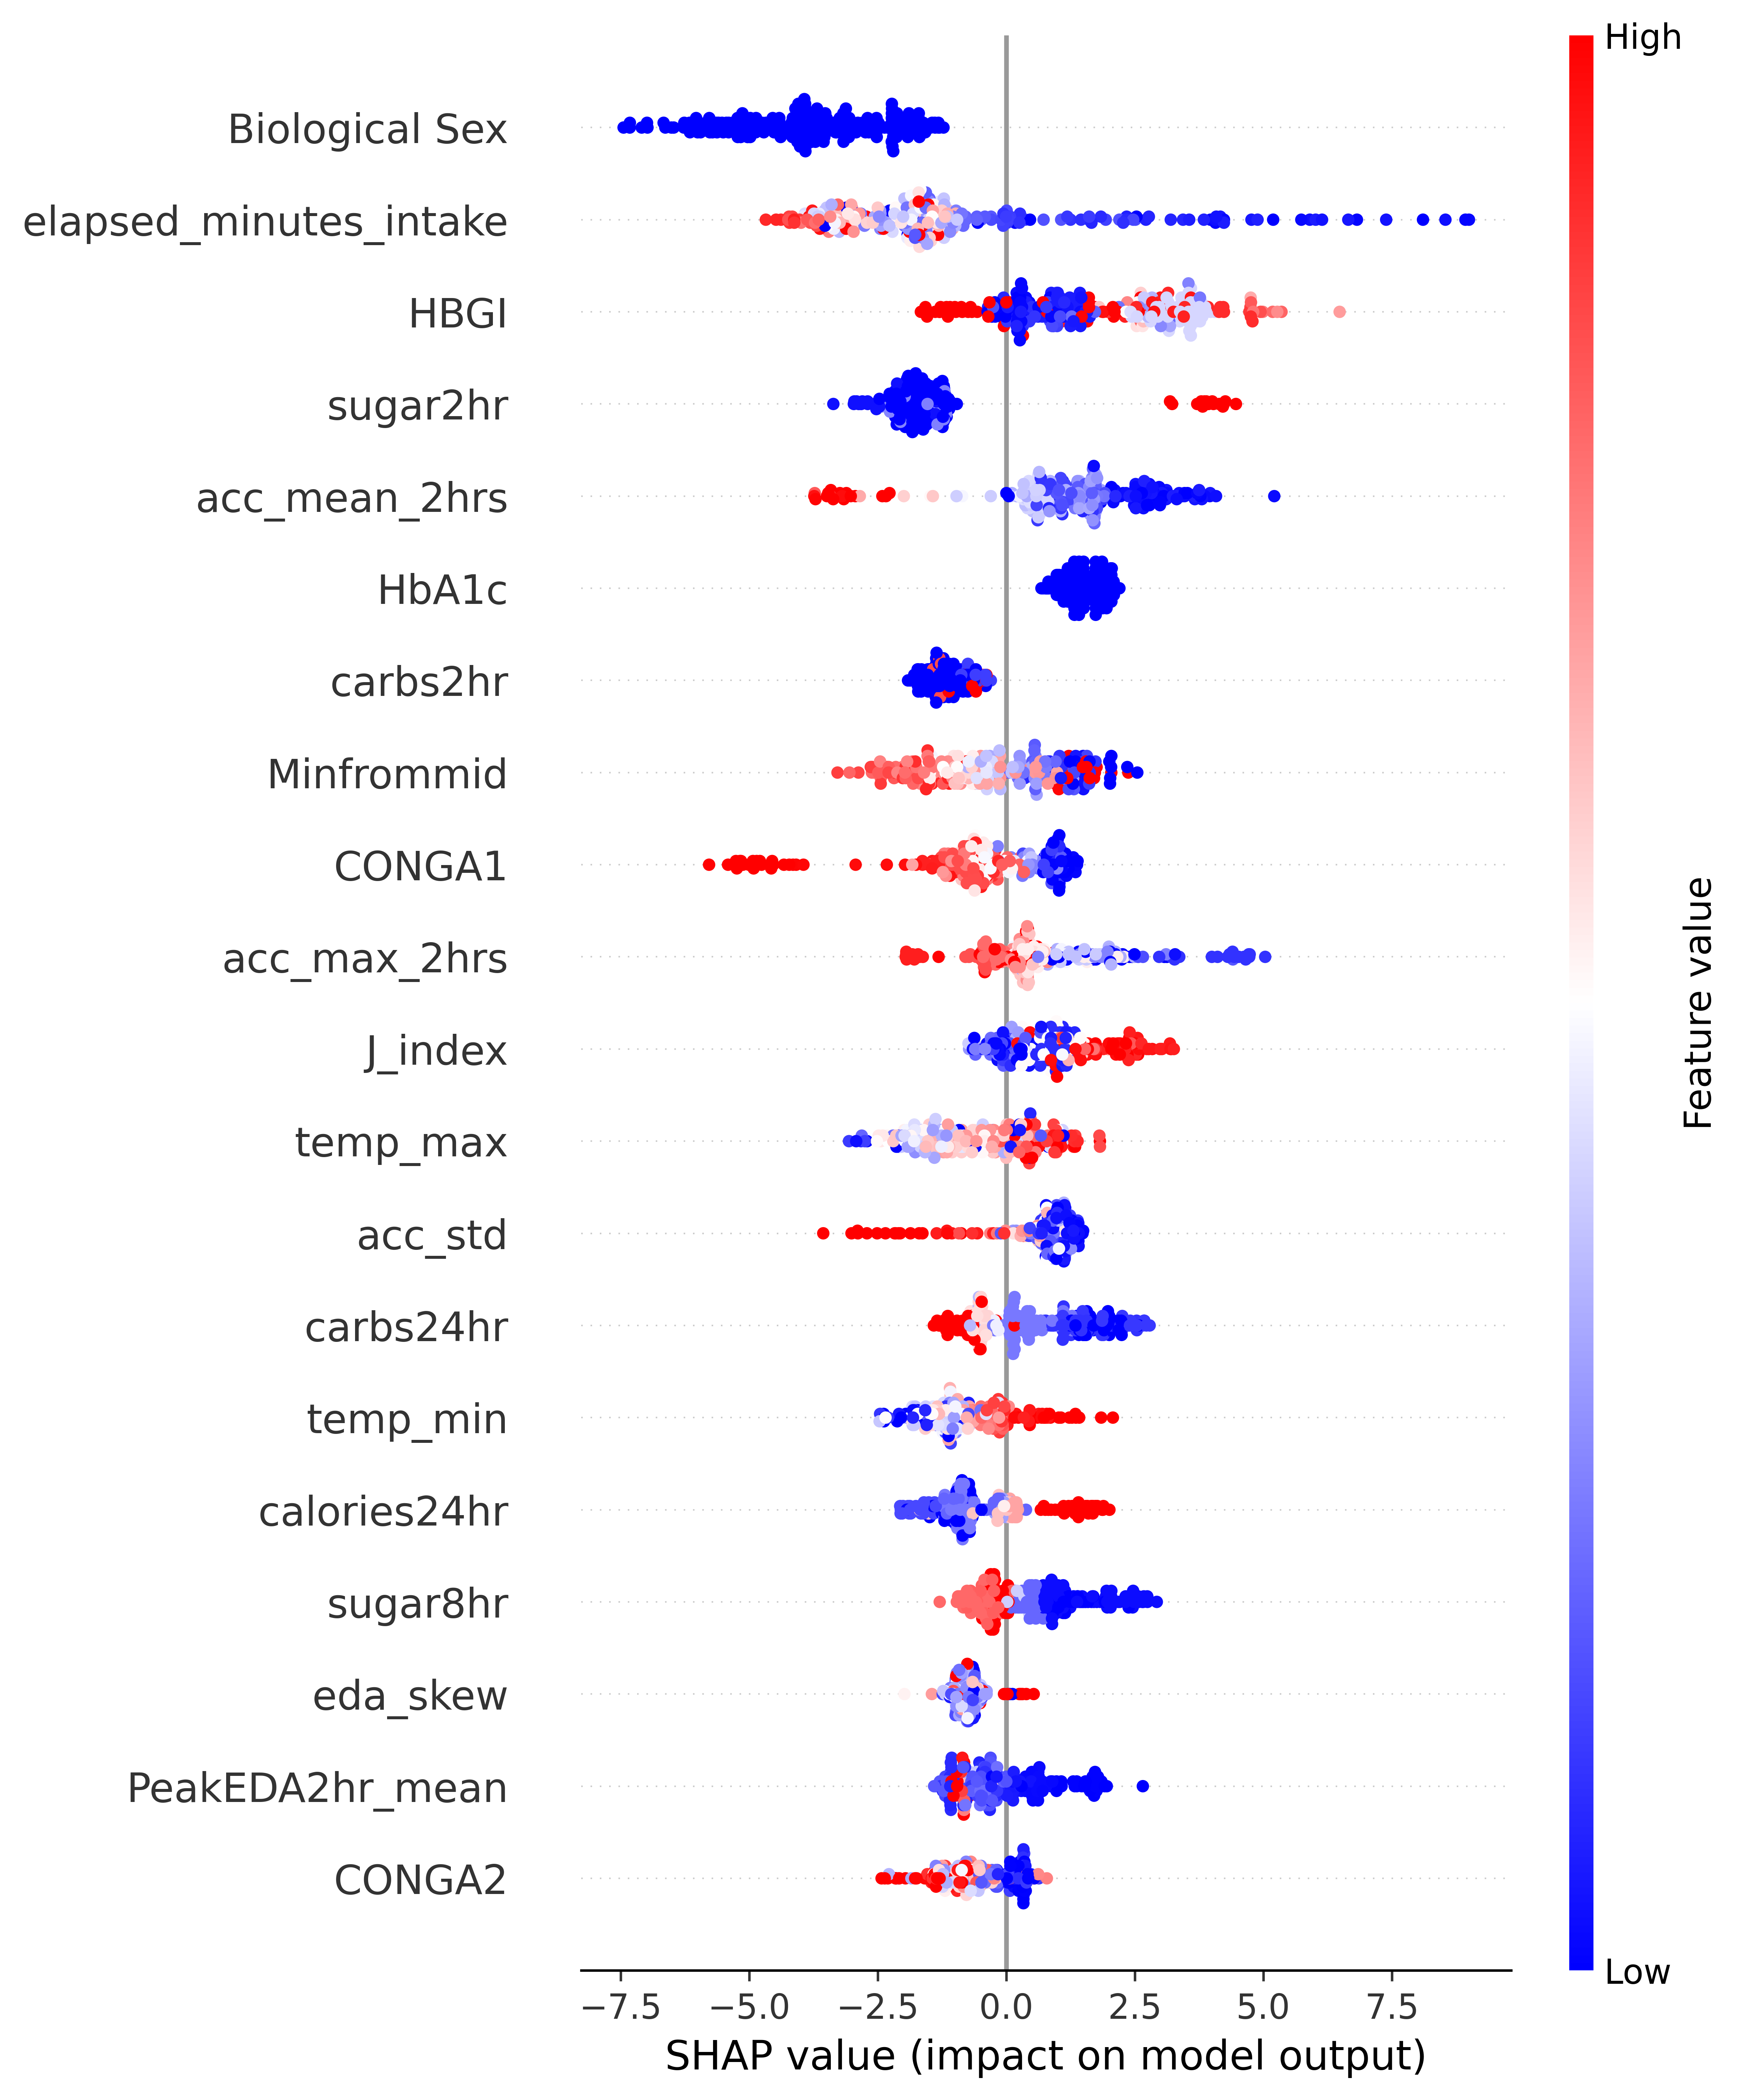 High
Biological Sex
elapsed_minutes_intake
HBGI
sugar2hr
acc_mean_2hrs
HbA1c
carbs2hr
Minfrommid
CONGA1
acc_max_2hrs
J_index
temp_max
acc_std
carbs24hr
temp_min
calories24hr
sugar8hr
eda_skew
PeakEDA2hr_mean
CONGA2
Feature value
Low
−7.5 −5.0 −2.5 0.0 2.5 5.0 7.5
SHAP value (impact on model output)